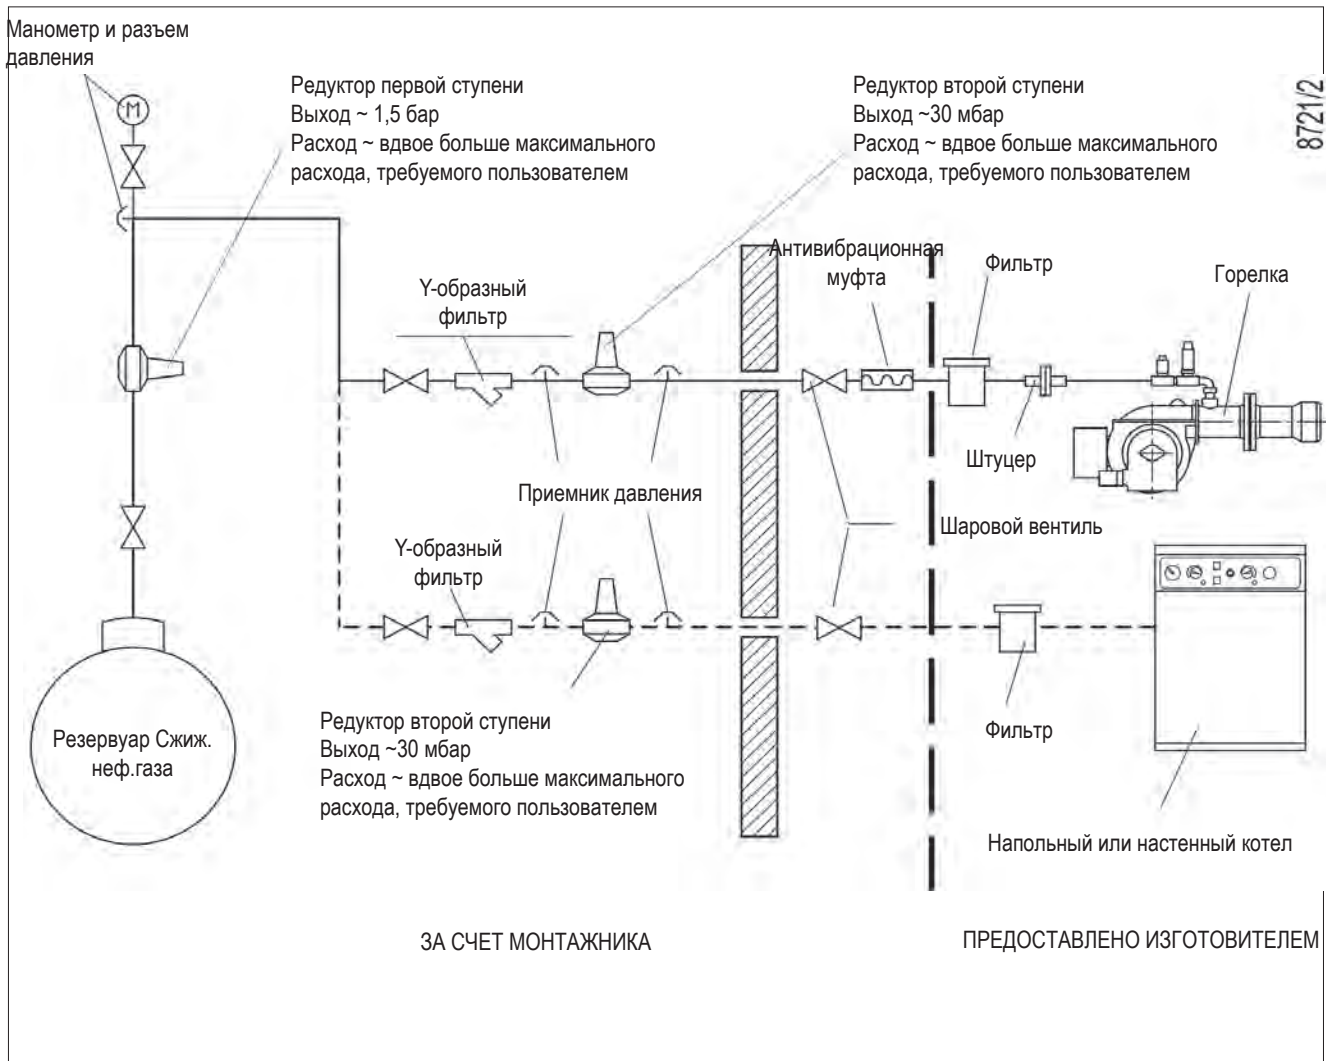 Манометр и разъем
давления
M
Редуктор первой ступени
Выход ~ 1,5 бар
Расход ~ вдвое больше максимального
расхода, требуемого пользователем
Редуктор второй ступени
Выход ~30 мбар
Расход ~ вдвое больше максимального
расхода, требуемого пользователем
8721/2
Y-образный
фильтр
Антивибрационная
муфта
Фильтр
Горелка
Штуцер
Приемник давления
Шаровой вентиль
Y-образный
фильтр
Редуктор второй ступени
Выход ~30 мбар
Расход ~ вдвое больше максимального
расхода, требуемого пользователем
Резервуар Сжиж.
неф.газа
Фильтр
Напольный или настенный котел
ЗА СЧЕТ МОНТАЖНИКА
ПРЕДОСТАВЛЕНО ИЗГОТОВИТЕЛЕМ